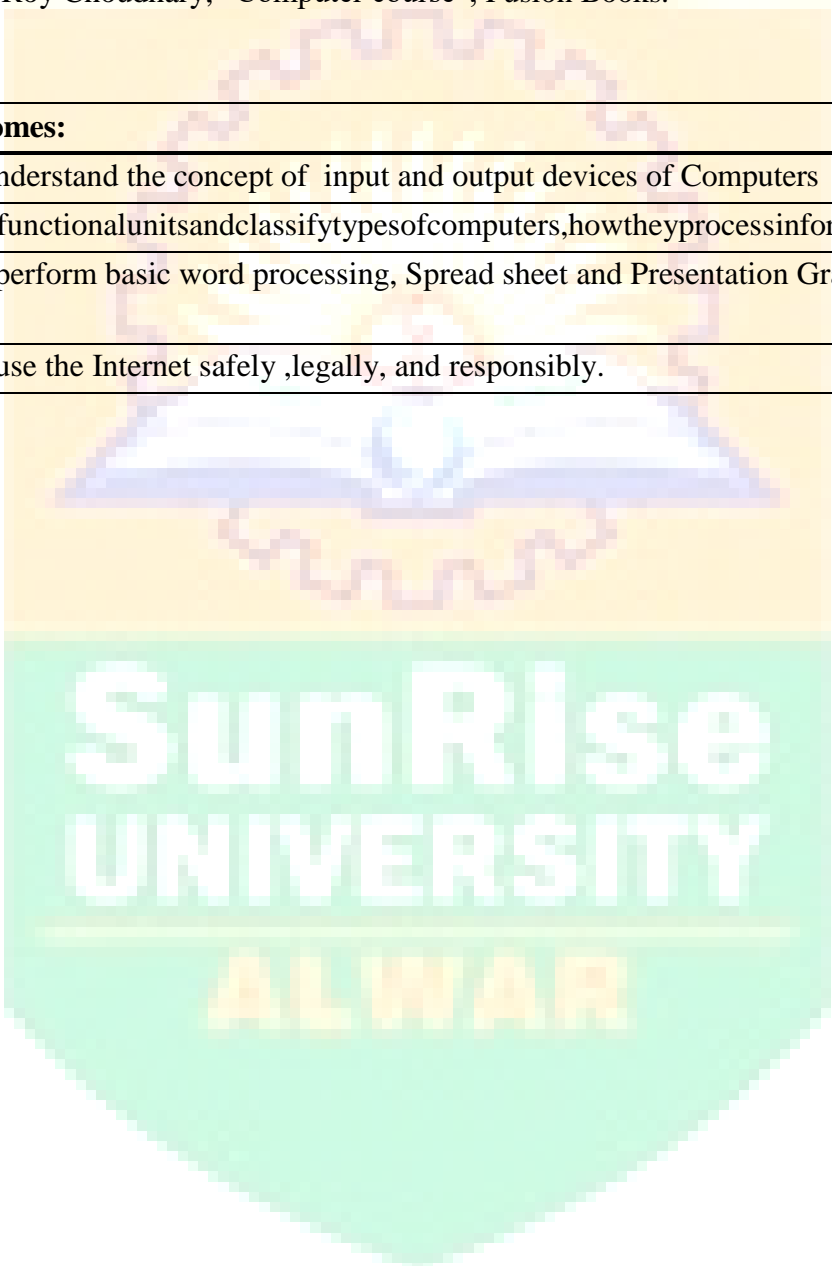 Roy Choudhary, "Computer course", Fusion Books.
omes:
nderstand the concept of input and output devices of Computers
functionalunitsandclassifytypesofcomputers,howtheyprocessinfor
perform basic word processing, Spread sheet and Presentation Gra
use the Internet safely ,legally, and responsibly.
SunRise
UNIVERSITY
ALWAR